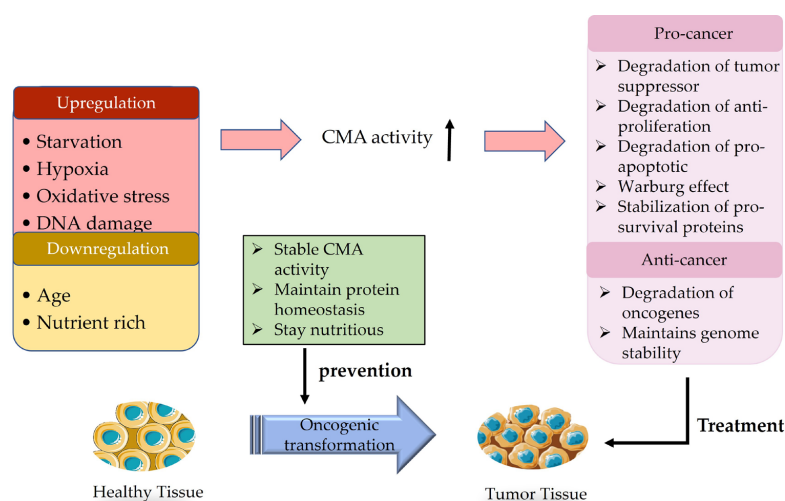 Upregulation
• Starvation
• Hypoxia
• Oxidative stress
• DNA damage
Downregulation
• Age
• Nutrient rich
CMA activity
Pro-cancer
➢ Degradation of tumor
suppressor
➢ Degradation of anti-
proliferation
➢ Degradation of pro-
apoptotic
➢ Warburg effect
➢ Stabilization of pro-
survival proteins
Anti-cancer
➢ Degradation of
oncogenes
➢ Maintains genome
stability
➢ Stable CMA
activity
➢ Maintain protein
homeostasis
➢ Stay nutritious
prevention
Oncogenic
transformation
Treatment
Healthy Tissue
Tumor Tissue